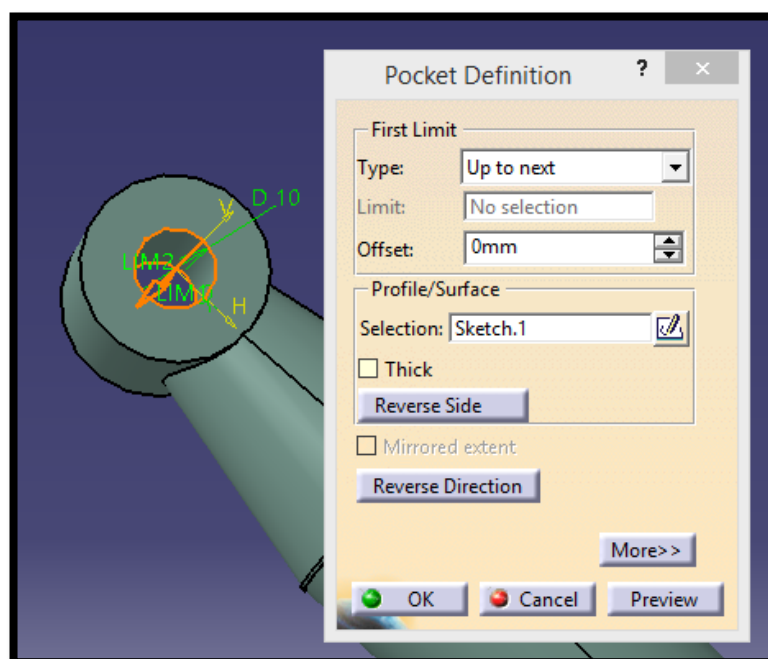 Pocket Definition ? ×
First Limit
Type: Up to next
Limit: No selection
Offset: 0mm
Profile/Surface
Selection: Sketch.1
Thick
Reverse Side
Mirrored extent
Reverse Direction
More>>
OK Cancel Preview
D 10
V
LIM2
LIM1
H